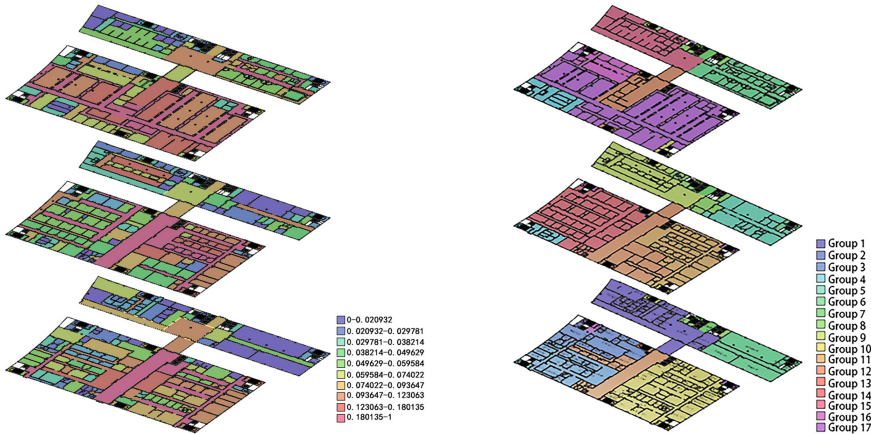 0-0.020932
0.020932-0.029781
0.029781-0.038214
0.038214-0.049629
0.049629-0.059584
0.059584-0.074022
0.074022-0.093647
0.093647-0.123063
0.123063-0.180135
0.180135-1
Group 1
Group 2
Group 3
Group 4
Group 5
Group 6
Group 7
Group 8
Group 9
Group 10
Group 11
Group 12
Group 13
Group 14
Group 15
Group 16
Group 17